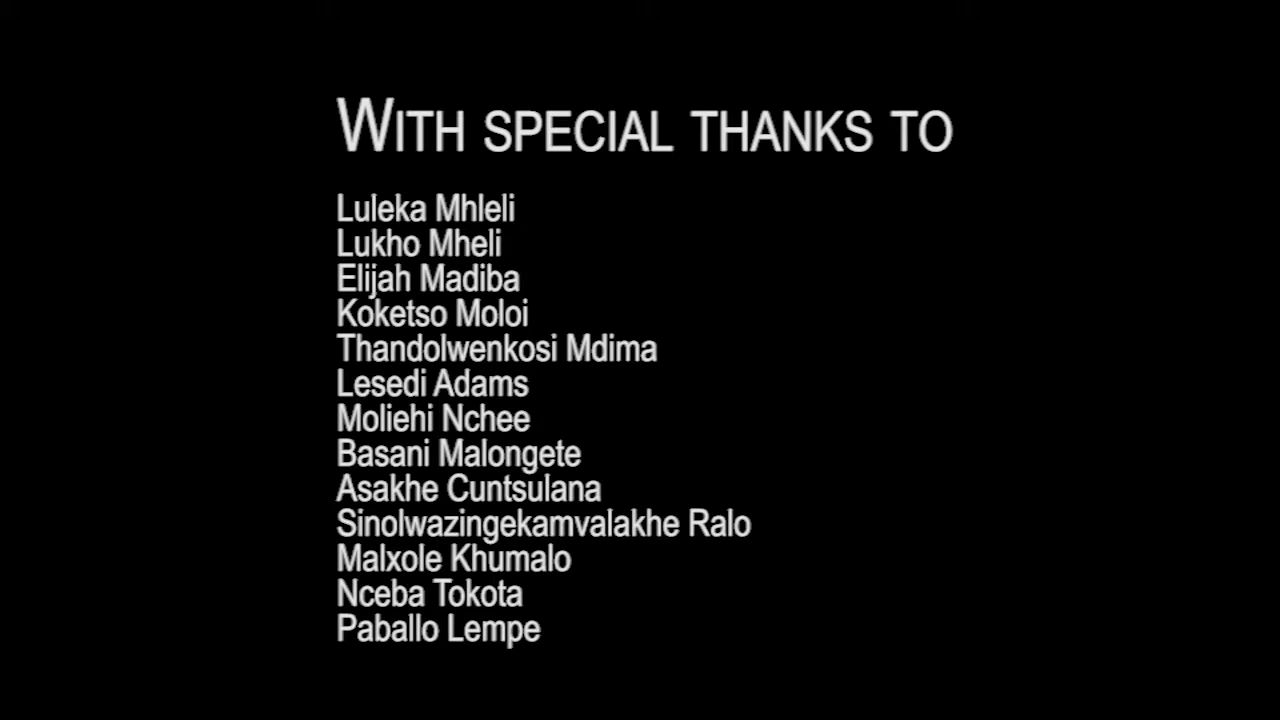 WITH SPECIAL THANKS TO
Luleka Mhleli
Lukho Mheli
Elijah Madiba
Koketso Moloi
Thandolwenkosi Mdima
Lesedi Adams
Moliehi Nchee
Basani Malongete
Asakhe Cuntsulana
Sinolwazingekamvalakhe Ralo
Malxole Khumalo
Nceba Tokota
Paballo Lempe